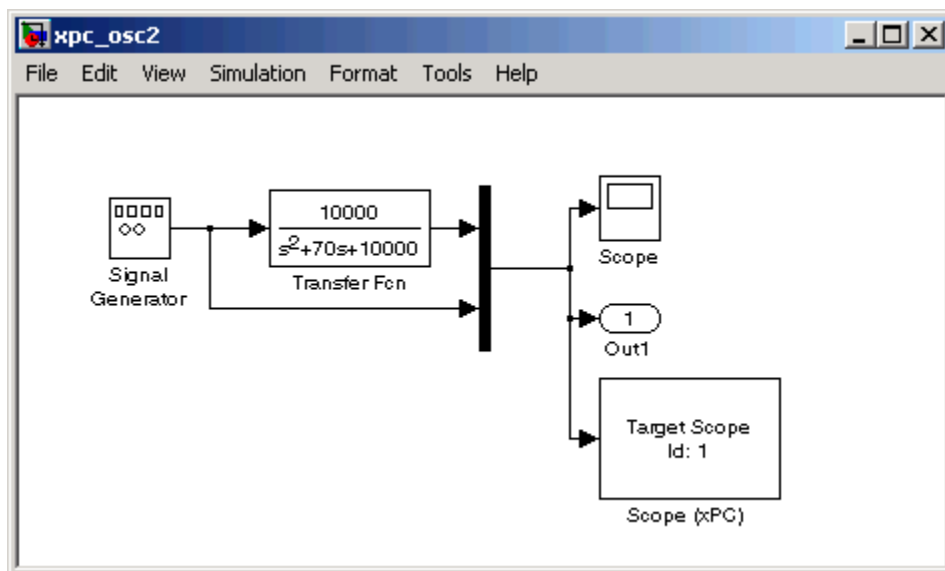 xpc_osc2
File Edit View Simulation Format Tools Help
10000
s²+70s+10000
Transfer Fcn
Signal
Generator
Scope
1
Out1
Target Scope
Id: 1
Scope (xPC)